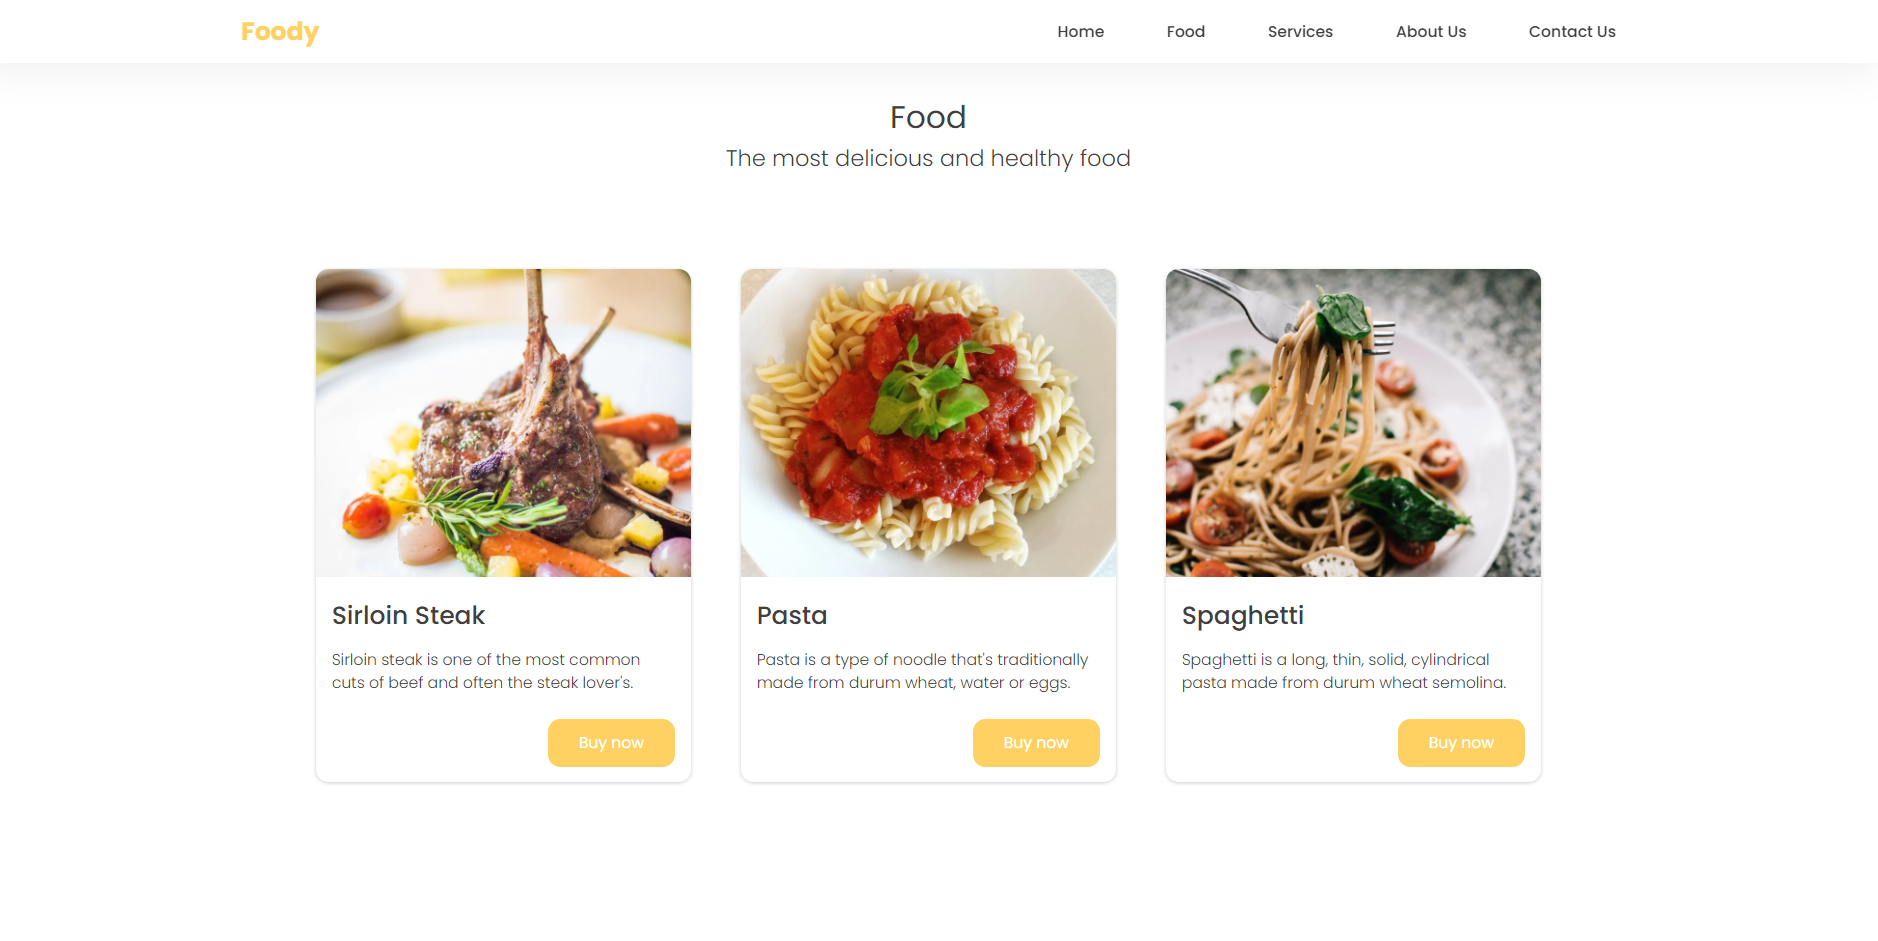 Foody
Home
Food
Services
About Us
Contact Us
Food
The most delicious and healthy food
Sirloin Steak
Sirloin steak is one of the most common
cuts of beef and often the steak lover's.
Buy now
Pasta
Pasta is a type of noodle that's traditionally
made from durum wheat, water or eggs.
Buy now
Spaghetti
Spaghetti is a long, thin, solid, cylindrical
pasta made from durum wheat semolina.
Buy now